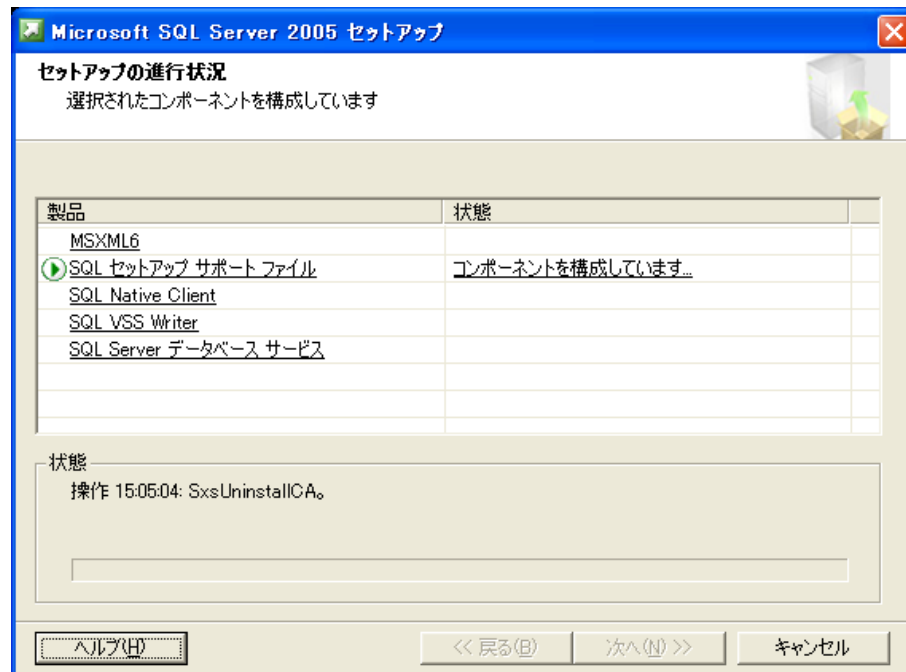 Microsoft SQL Server 2005 セットアップ
セットアップの進行状況
選択されたコンポーネントを構成しています
製品 状態
MSXML6
SQL セットアップ サポート ファイル コンポーネントを構成しています...
SQL Native Client
SQL VSS Writer
SQL Server データベース サービス
状態
操作 15:05:04: SxsUninstallCA。
ヘルプ(H) << 戻る(B) 次へ(N) >> キャンセル